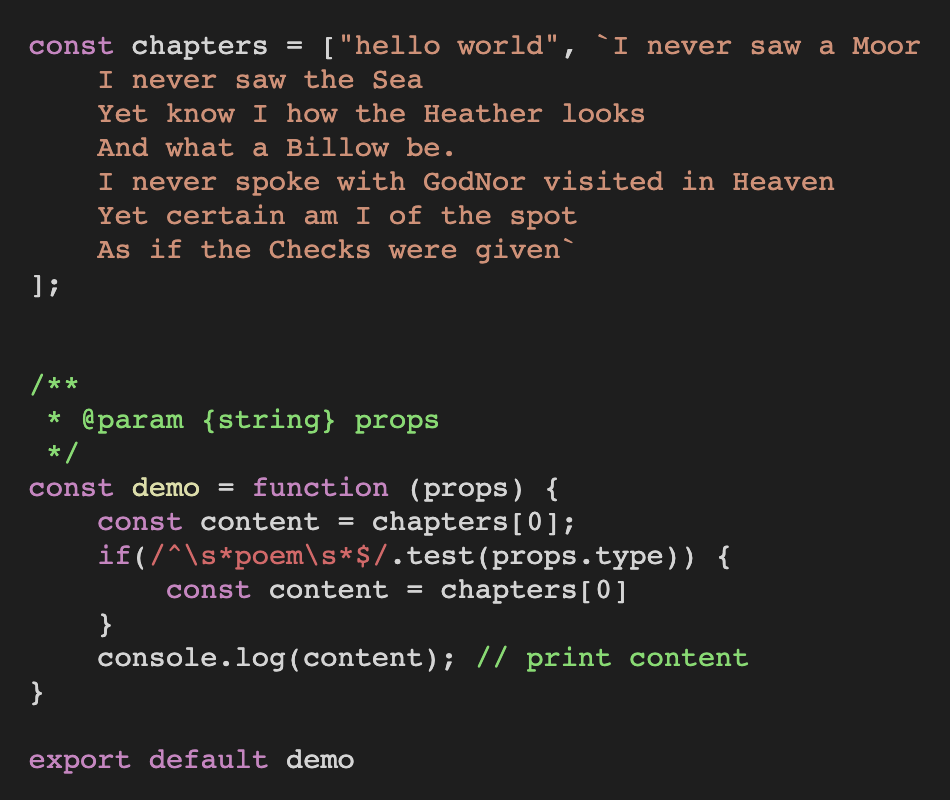 const chapters = ["hello world", `I never saw a Moor
    I never saw the Sea
    Yet know I how the Heather looks
    And what a Billow be.
    I never spoke with GodNor visited in Heaven
    Yet certain am I of the spot
    As if the Checks were given`
];
/**
 * @param {string} props
 */
const demo = function (props) {
    const content = chapters[0];
    if(/^\s*poem\s*$/.test(props.type)) {
        const content = chapters[0]
    }
    console.log(content); // print content
}
export default demo